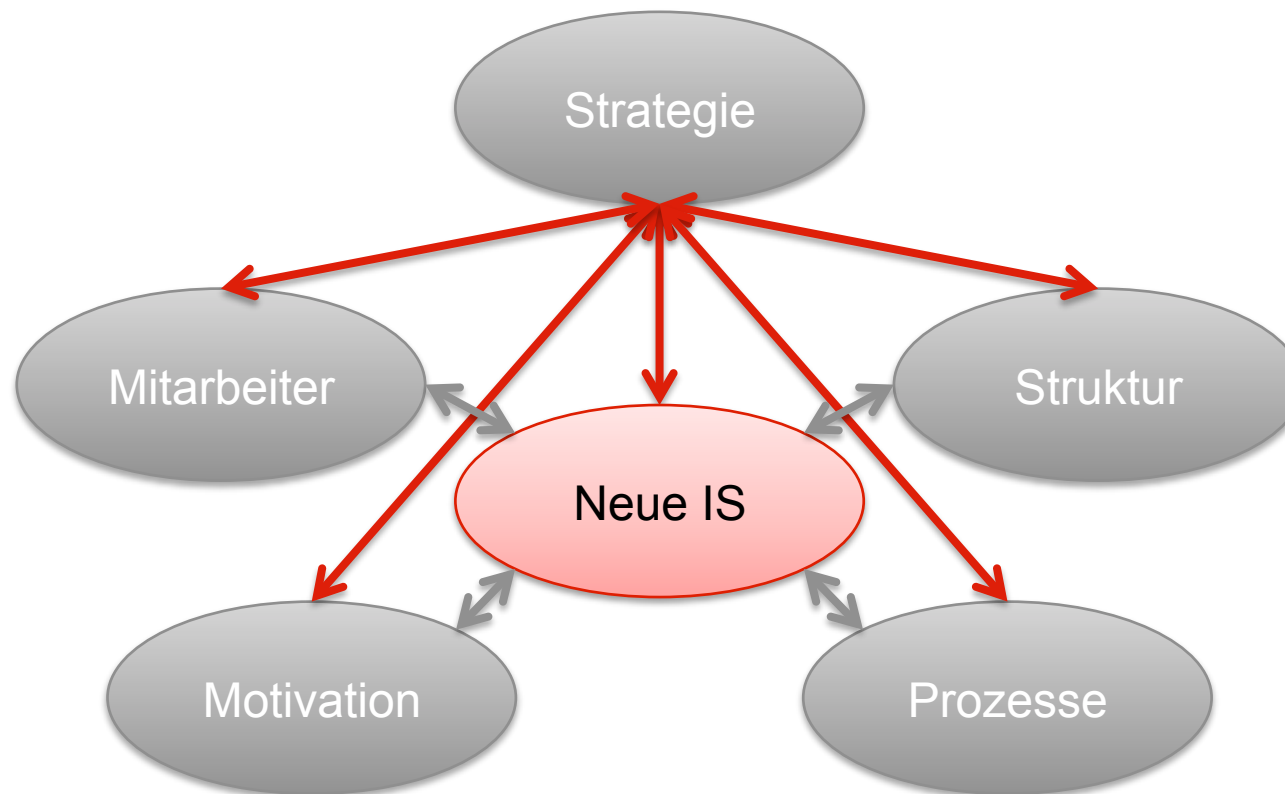 Strategie
Mitarbeiter
Struktur
Neue IS
Motivation
Prozesse